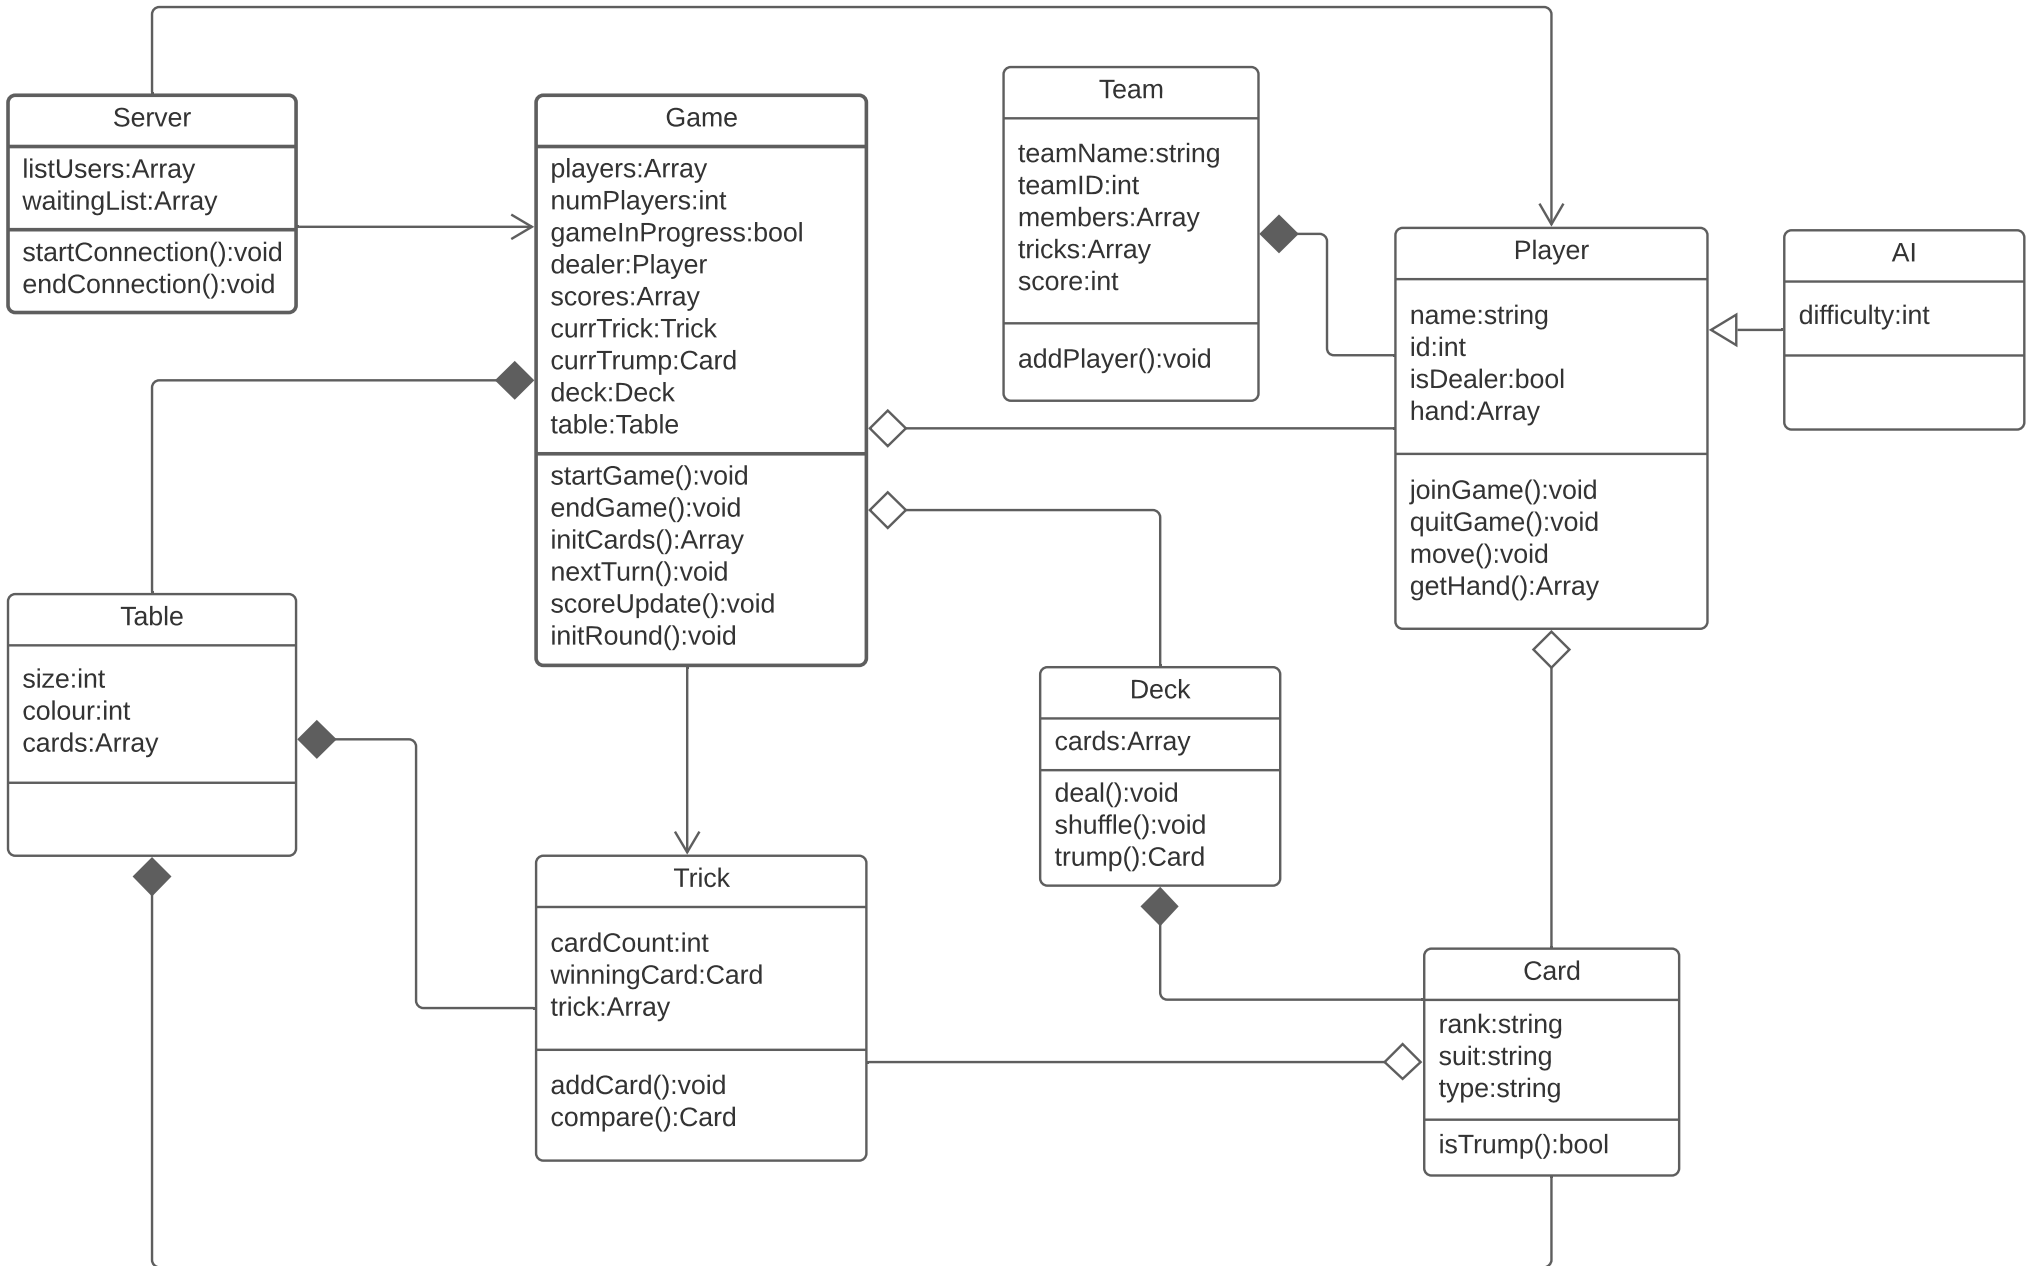 Server
listUsers:Array
waitingList:Array
startConnection():void
endConnection():void
Game
players:Array
numPlayers:int
gameInProgress:bool
dealer:Player
scores:Array
currTrick:Trick
currTrump:Card
deck:Deck
table:Table
startGame():void
endGame():void
initCards():Array
nextTurn():void
scoreUpdate():void
initRound():void
Team
teamName:string
teamID:int
members:Array
tricks:Array
score:int
addPlayer():void
Player
name:string
id:int
isDealer:bool
hand:Array
joinGame():void
quitGame():void
move():void
getHand():Array
AI
difficulty:int
Table
size:int
colour:int
cards:Array
Deck
cards:Array
deal():void
shuffle():void
trump():Card
Trick
cardCount:int
winningCard:Card
trick:Array
addCard():void
compare():Card
Card
rank:string
suit:string
type:string
isTrump():bool